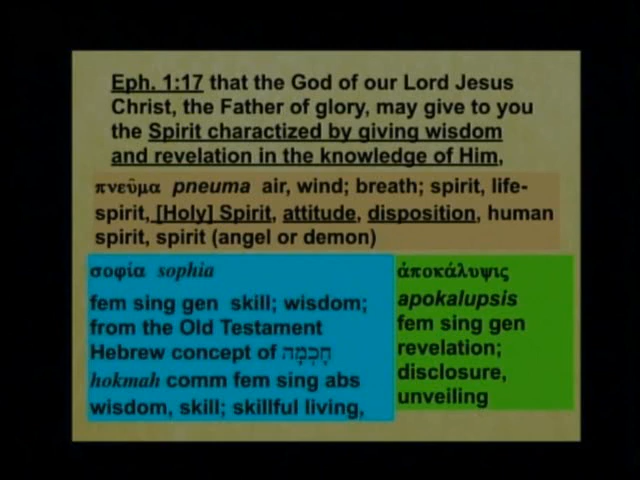 Eph. 1:17 that the God of our Lord Jesus
Christ, the Father of glory, may give to you
the Spirit charactized by giving wisdom
and revelation in the knowledge of Him,
πνεῦμα pneuma air, wind; breath; spirit, life-
spirit, [Holy] Spirit, attitude, disposition, human
spirit, spirit (angel or demon)
σοφία sophia
fem sing gen skill; wisdom;
from the Old Testament
Hebrew concept of חָכְמָה
hokmah comm fem sing abs
wisdom, skill; skillful living,
ἀποκάλυψις
apokalupsis
fem sing gen
revelation;
disclosure,
unveiling